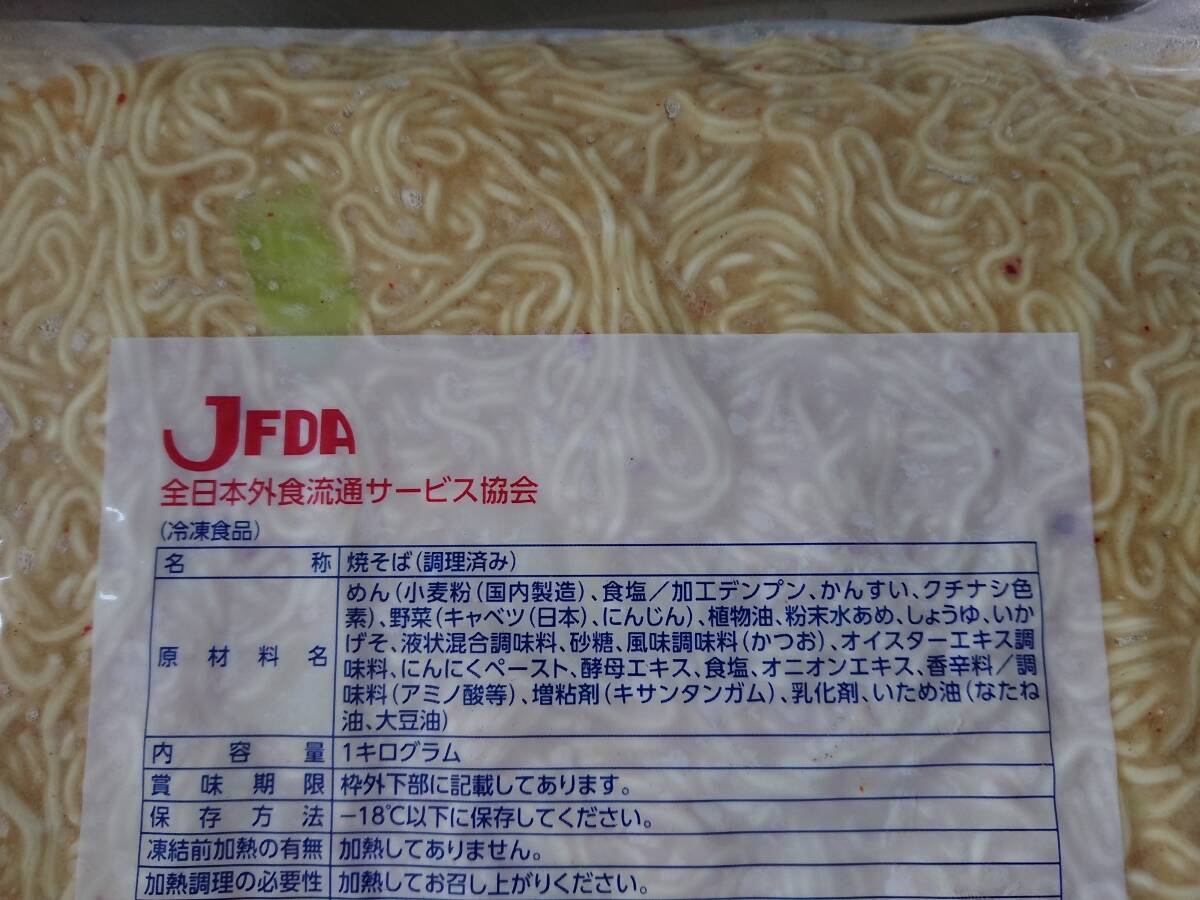 JFDA
全日本外食流通サービス協会
(冷凍食品)
名称 焼そば(調理済み)
原材料名 めん(小麦粉(国内製造)、食塩/加工デンプン、かんすい、クチナシ色
素)、野菜(キャベツ(日本)、にんじん)、植物油、粉末水あめ、しょうゆ、いか
げそ、液状混合調味料、砂糖、風味調味料(かつお)、オイスターエキス調
味料、にんにくペースト、酵母エキス、食塩、オニオンエキス、香辛料/調
味料(アミノ酸等)、増粘剤(キサンタンガム)、乳化剤、いため油(なたね
油、大豆油)
内容量 1キログラム
賞味期限 枠外下部に記載してあります。
保存方法 -18℃以下に保存してください。
凍結前加熱の有無 加熱してありません。
加熱調理の必要性 加熱してお召し上がりください。